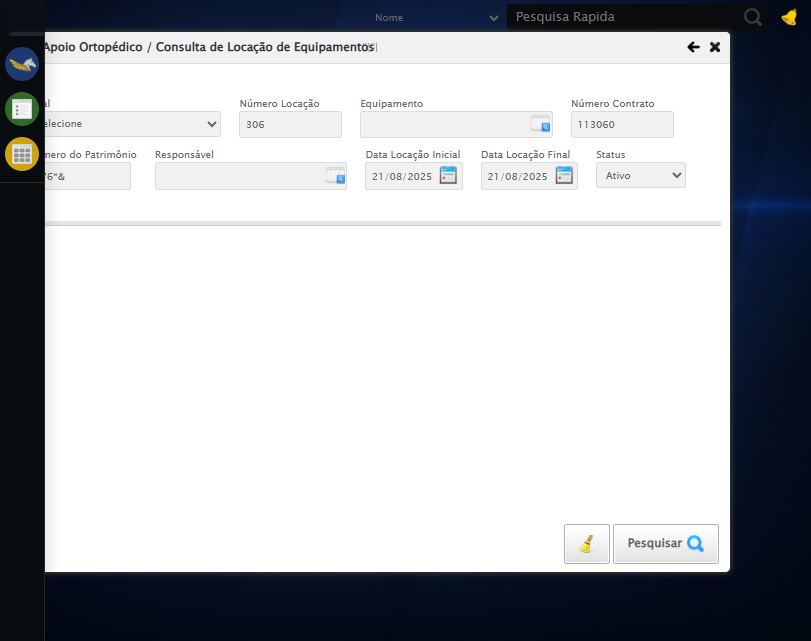 Nome
Pesquisa Rapida
Apoio Ortopédico / Consulta de Locação de Equipamentos
al Número Locação Equipamento Número Contrato
elecione 306 113060
mero do Patrimônio Responsável Data Locação Inicial Data Locação Final Status
6"& 21/08/2025 21/08/2025 Ativo
Pesquisar